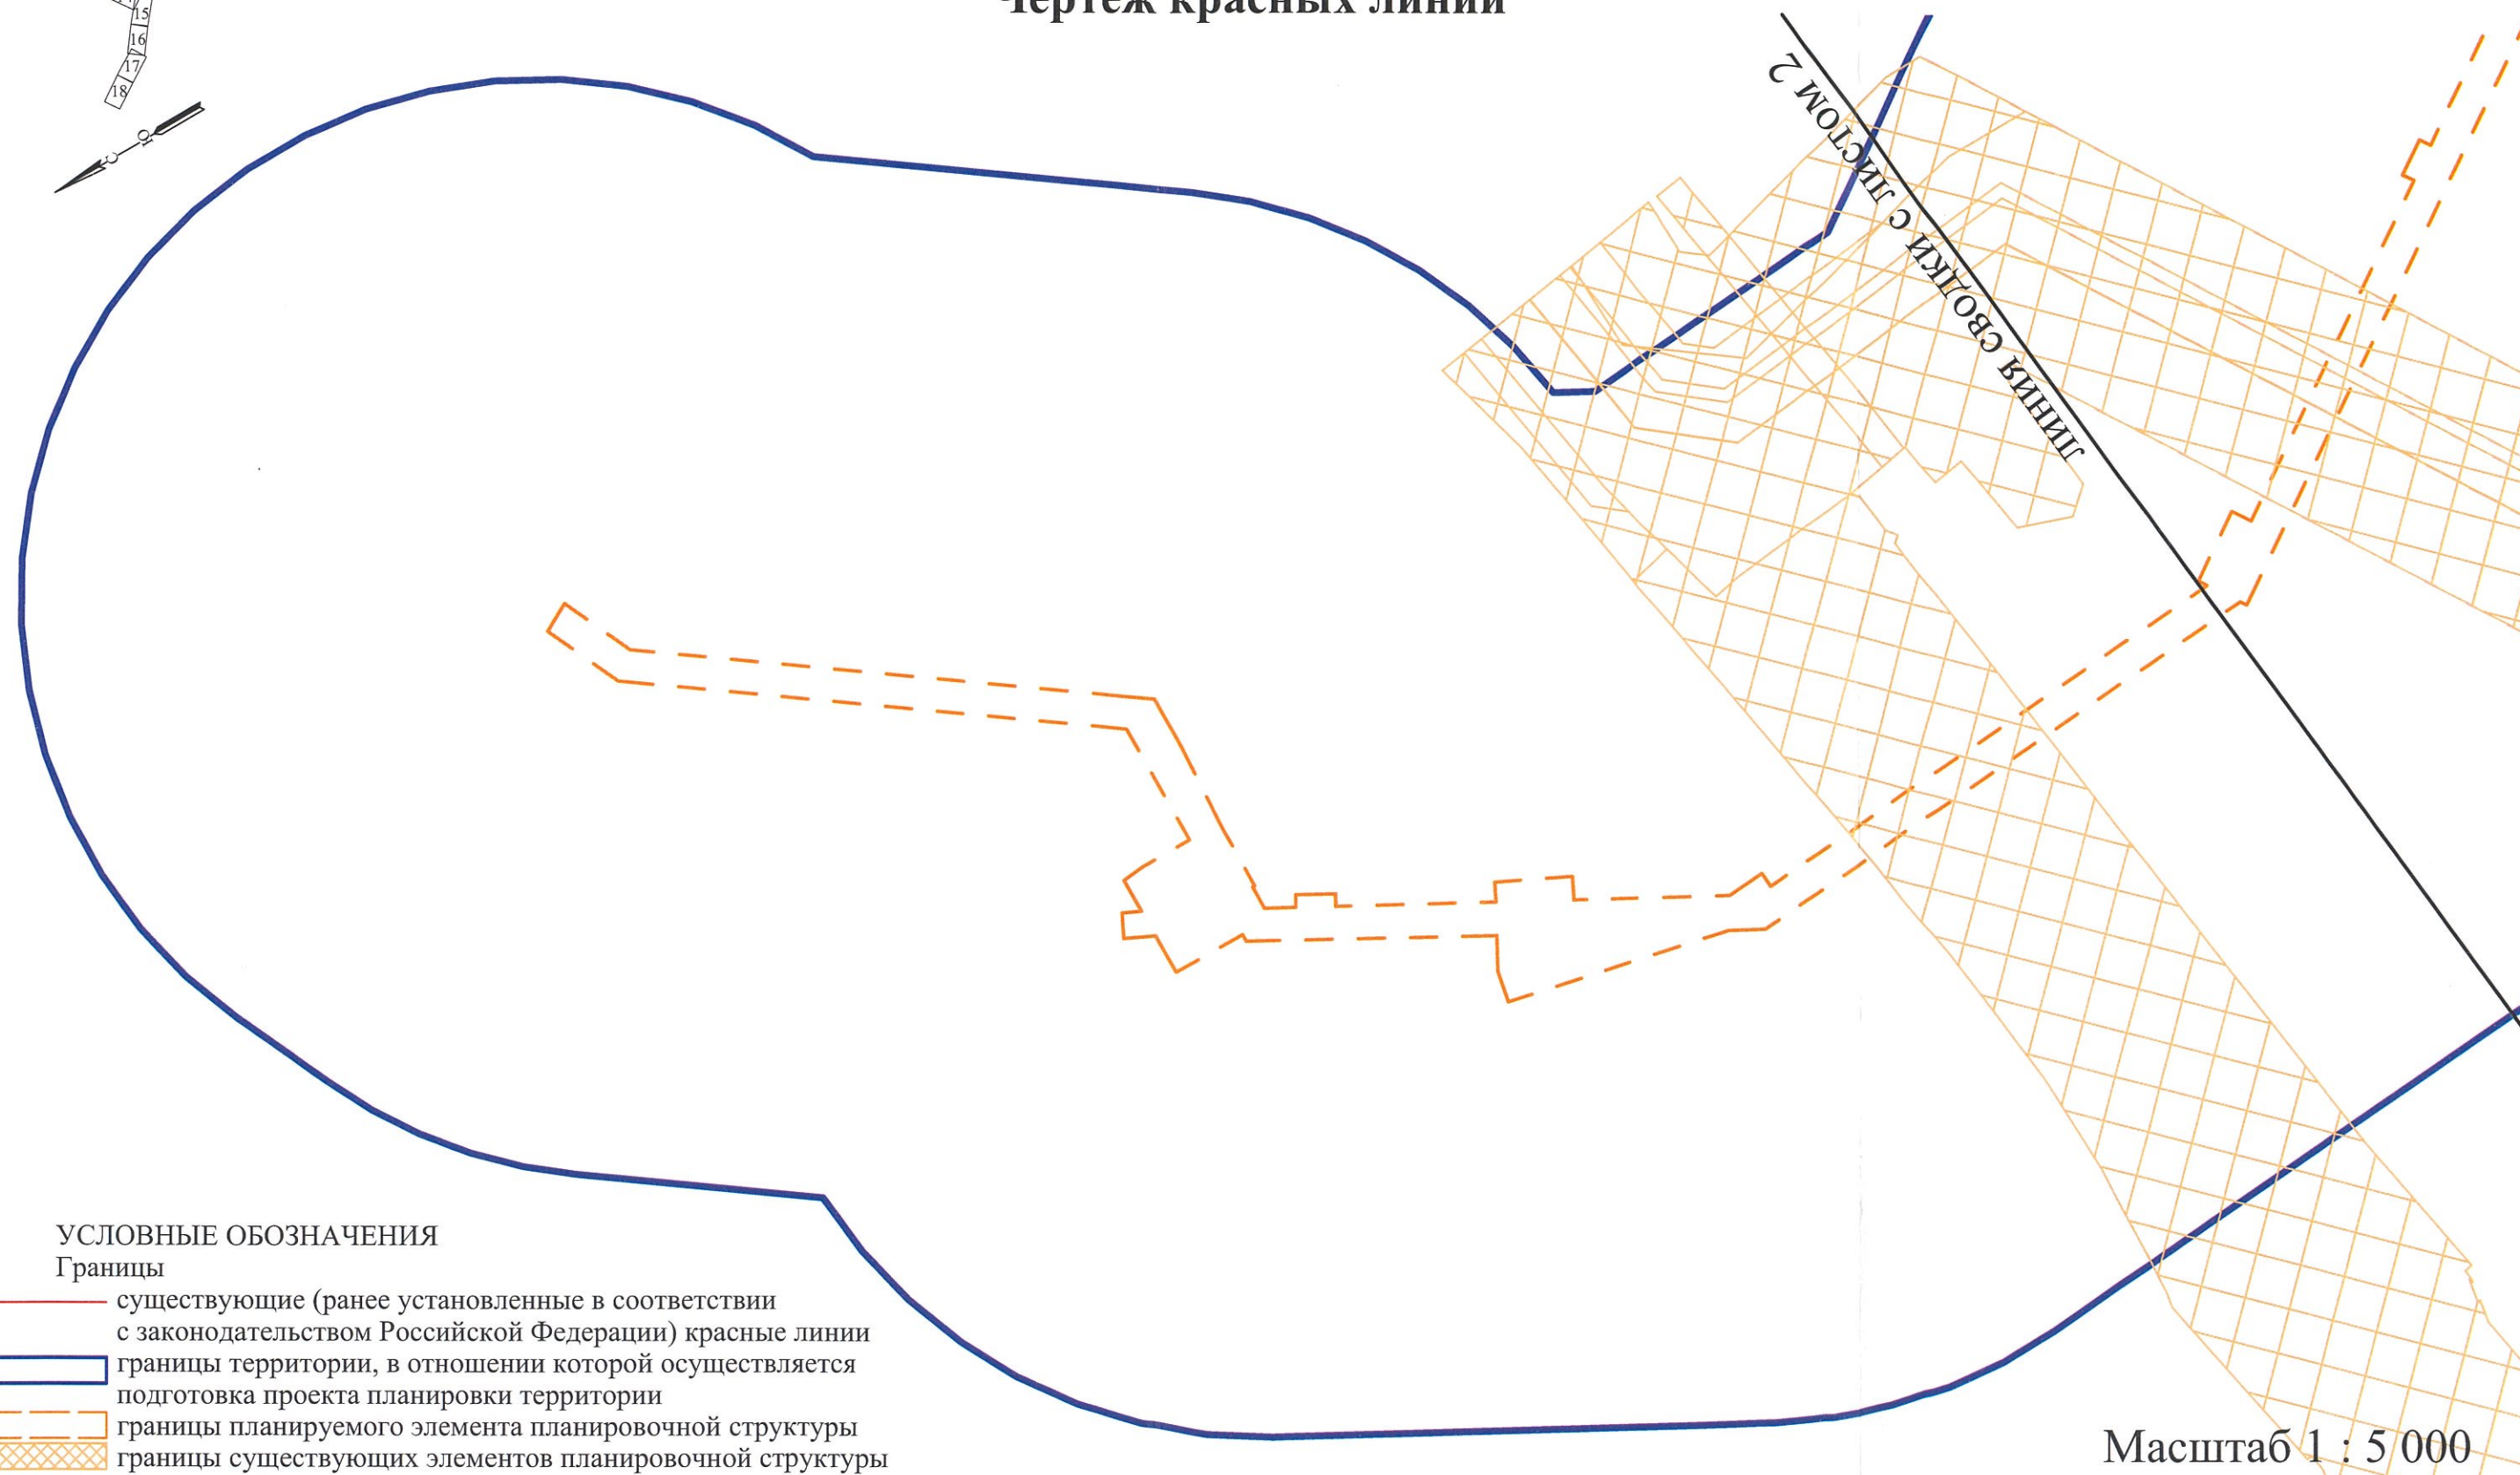 Чертеж красных линий
15
16
17
18
Ю
С
ЛИНИЯ СВОДКИ С ЛИСТОМ 2
УСЛОВНЫЕ ОБОЗНАЧЕНИЯ
Границы
существующие (ранее установленные в соответствии
с законодательством Российской Федерации) красные линии
границы территории, в отношении которой осуществляется
подготовка проекта планировки территории
границы планируемого элемента планировочной структуры
границы существующих элементов планировочной структуры
Масштаб 1 : 5 000